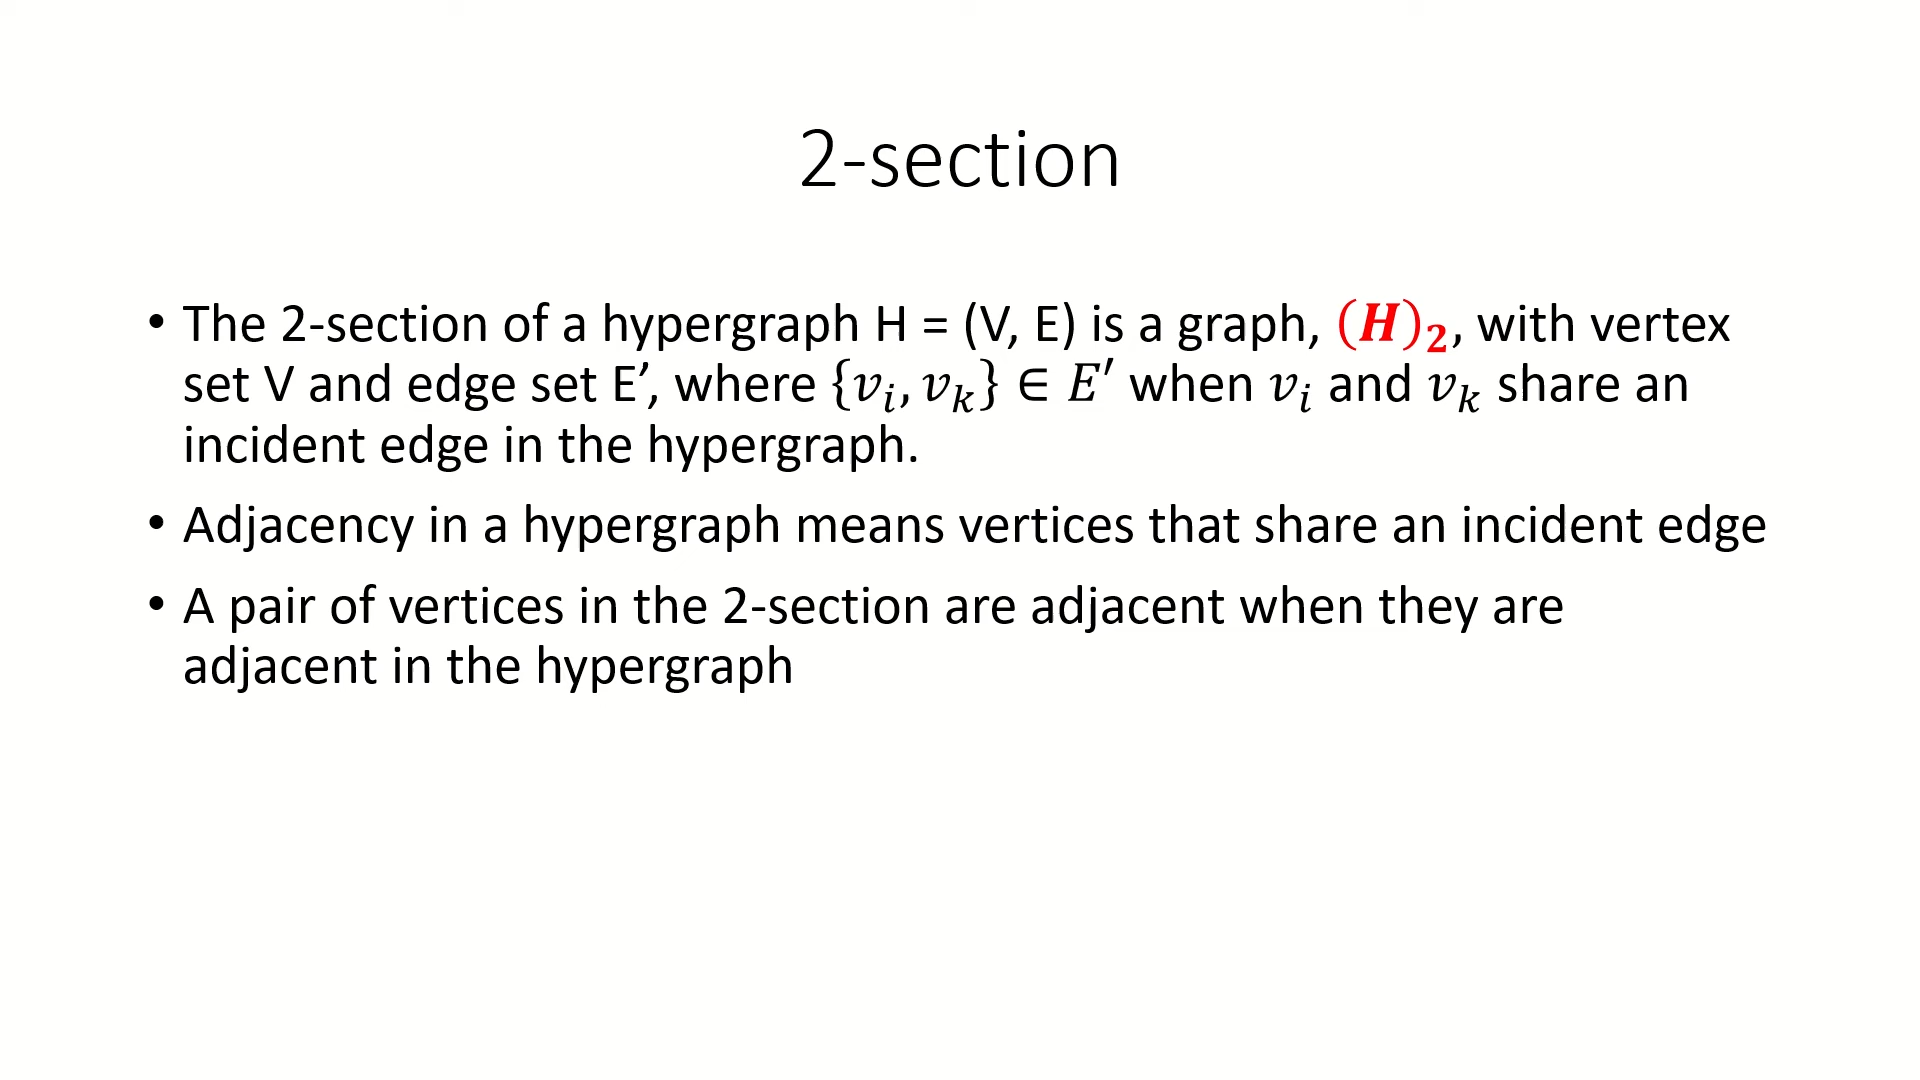 2-section
• The 2-section of a hypergraph H = (V, E) is a graph, (𝑯)₂, with vertex
set V and edge set E’, where {𝑣ᵢ, 𝑣ₖ} ∈ 𝐸′ when 𝑣ᵢ and 𝑣ₖ share an
incident edge in the hypergraph.
• Adjacency in a hypergraph means vertices that share an incident edge
• A pair of vertices in the 2-section are adjacent when they are
adjacent in the hypergraph